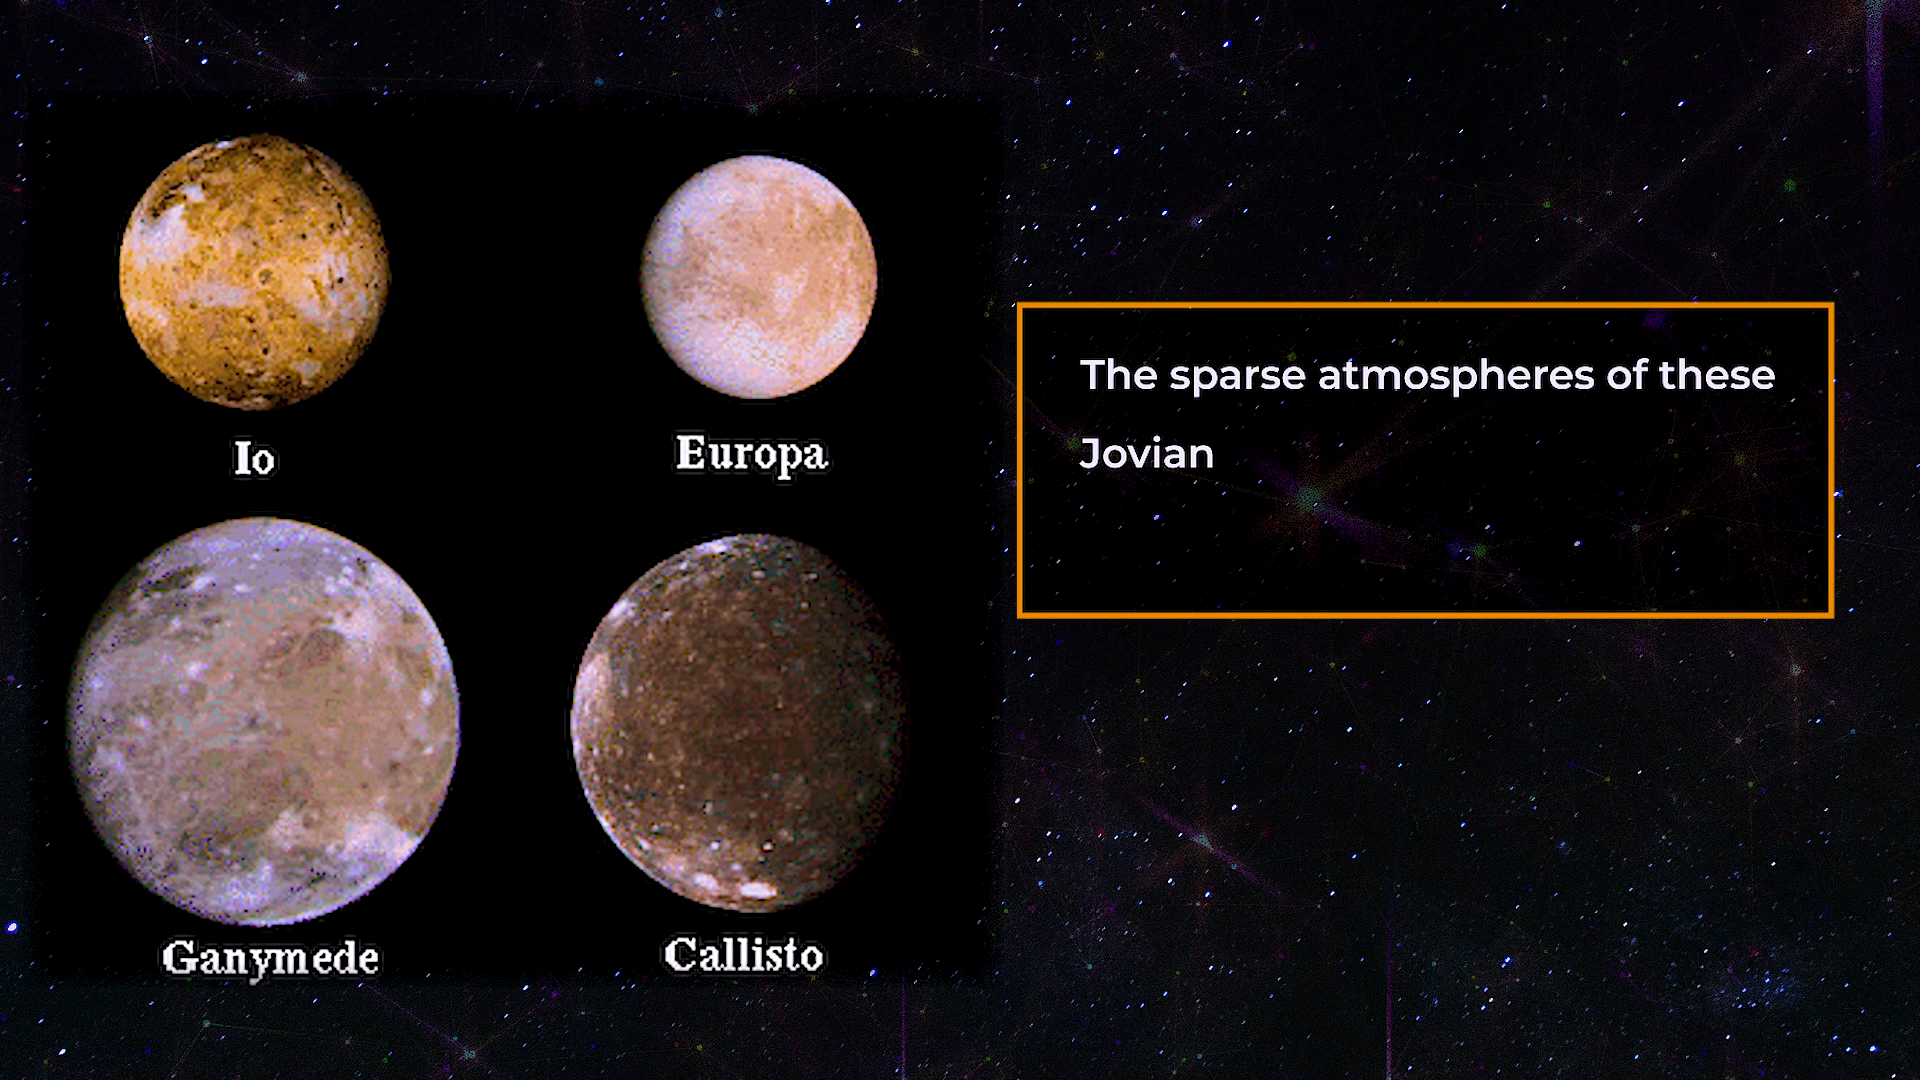 Io
Europa
Ganymede
Callisto
The sparse atmospheres of these
Jovian